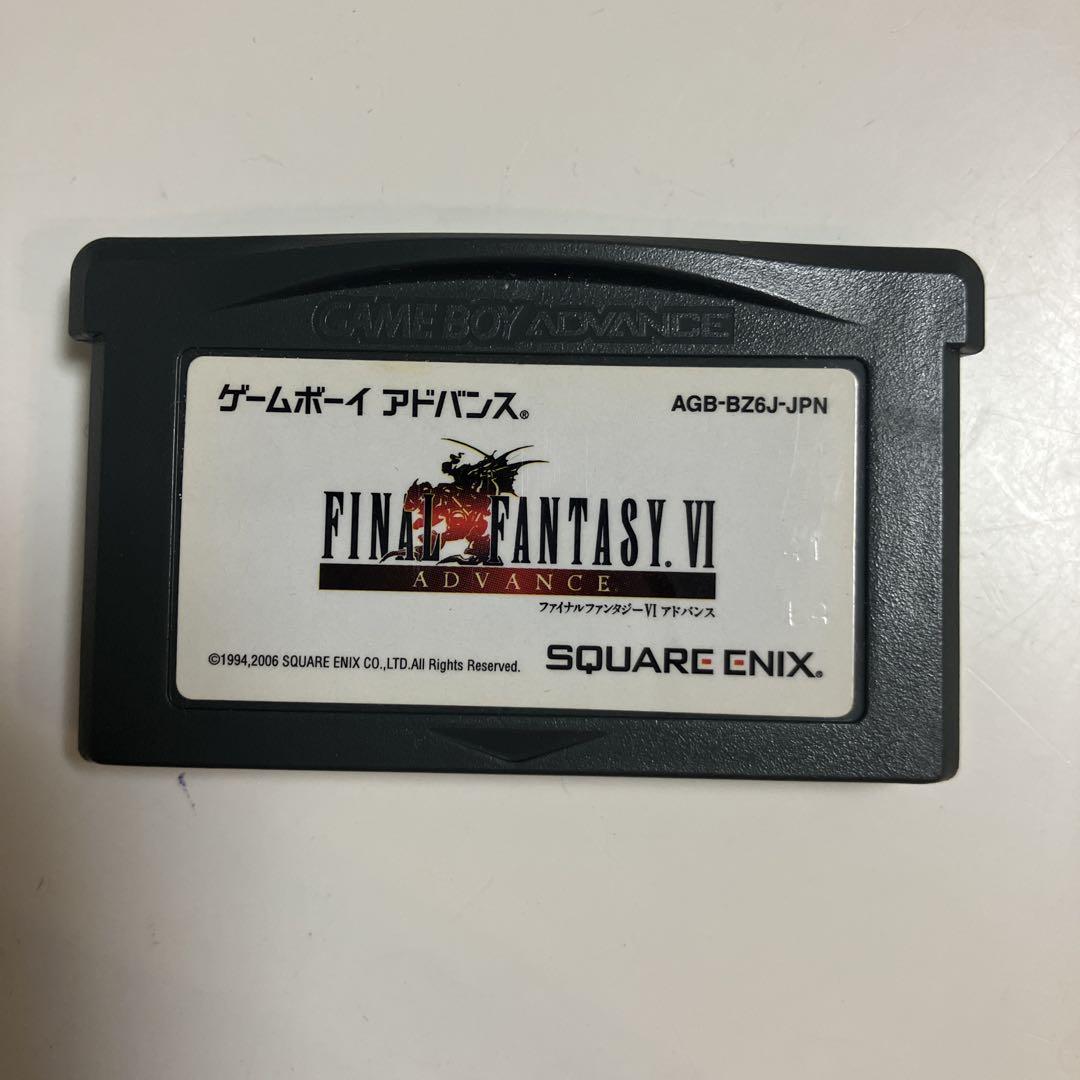 GAME BOY ADVANCE
ゲームボーイ アドバンス®
AGB-BZ6J-JPN
FINAL FANTASY. VI
ADVANCE
ファイナルファンタジーVI アドバンス
©1994,2006 SQUARE ENIX CO.,LTD.All Rights Reserved.
SQUARE ENIX®